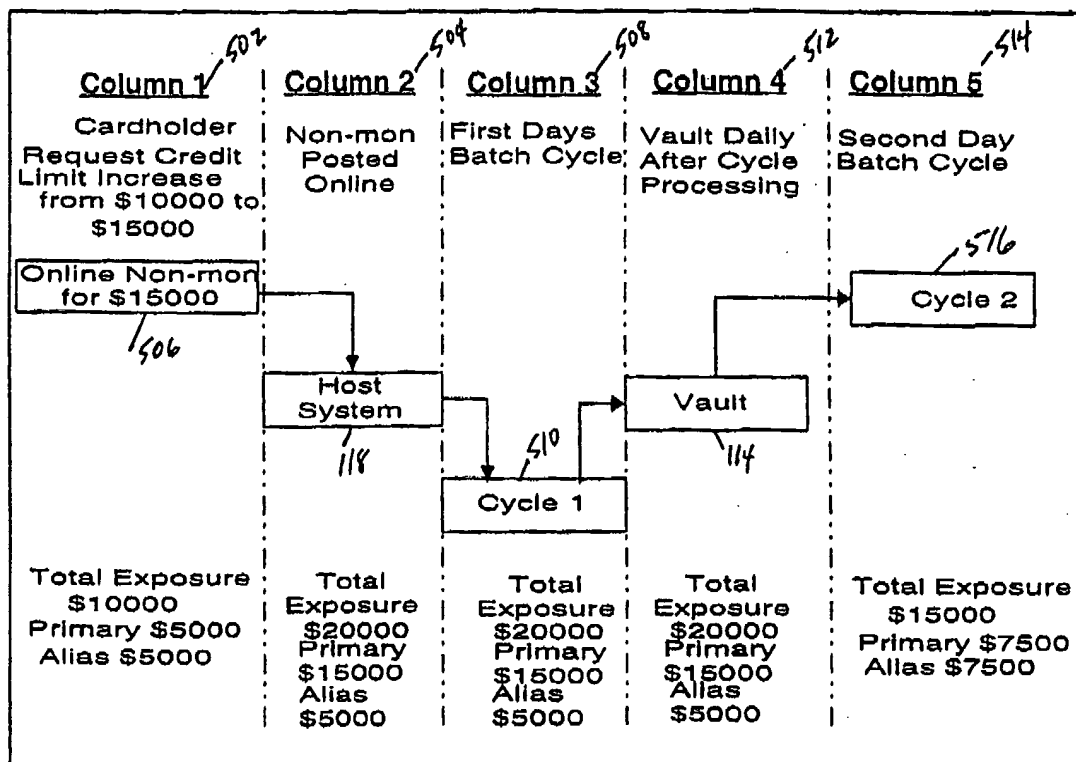 502
504
508
512
514
Column 1
Column 2
Column 3
Column 4
Column 5
Cardholder
Request Credit
Limit Increase
from $10000 to
$15000
Non-mon
Posted
Online
First Days
Batch Cycle
Vault Daily
After Cycle
Processing
Second Day
Batch Cycle
Online Non-mon
for $15000
506
Host
System
118
Cycle 1
510
Vault
114
Cycle 2
516
Total Exposure
$10000
Primary $5000
Alias $5000
Total
Exposure
$20000
Primary
$15000
Alias
$5000
Total
Exposure
$20000
Primary
$15000
Alias
$5000
Total
Exposure
$20000
Primary
$15000
Alias
$5000
Total Exposure
$15000
Primary $7500
Alias $7500